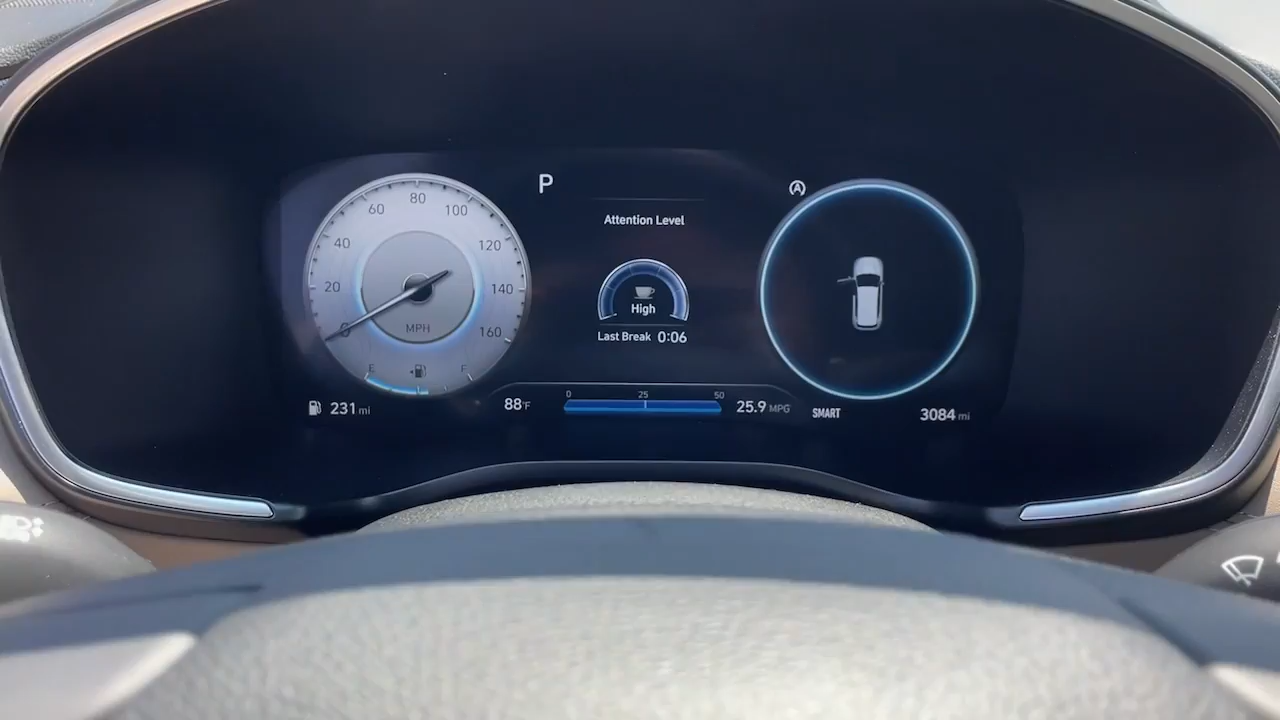 P
Attention Level
High
Last Break 0:06
0 20 40 60 80 100 120 140 160
MPH
E F
231 mi
88°F
0 25 50
25.9 MPG
A
SMART
3084 mi